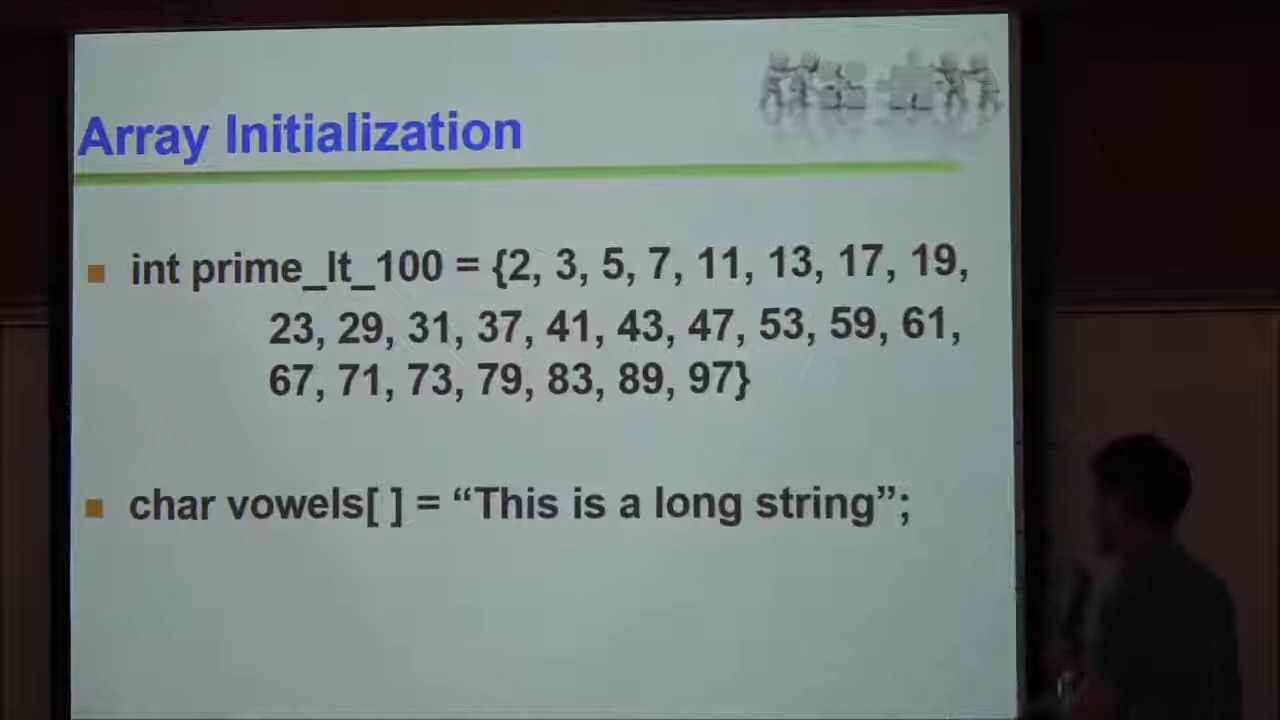 Array Initialization
int prime_lt_100 = {2, 3, 5, 7, 11, 13, 17, 19,
23, 29, 31, 37, 41, 43, 47, 53, 59, 61,
67, 71, 73, 79, 83, 89, 97}
char vowels[ ] = “This is a long string”;